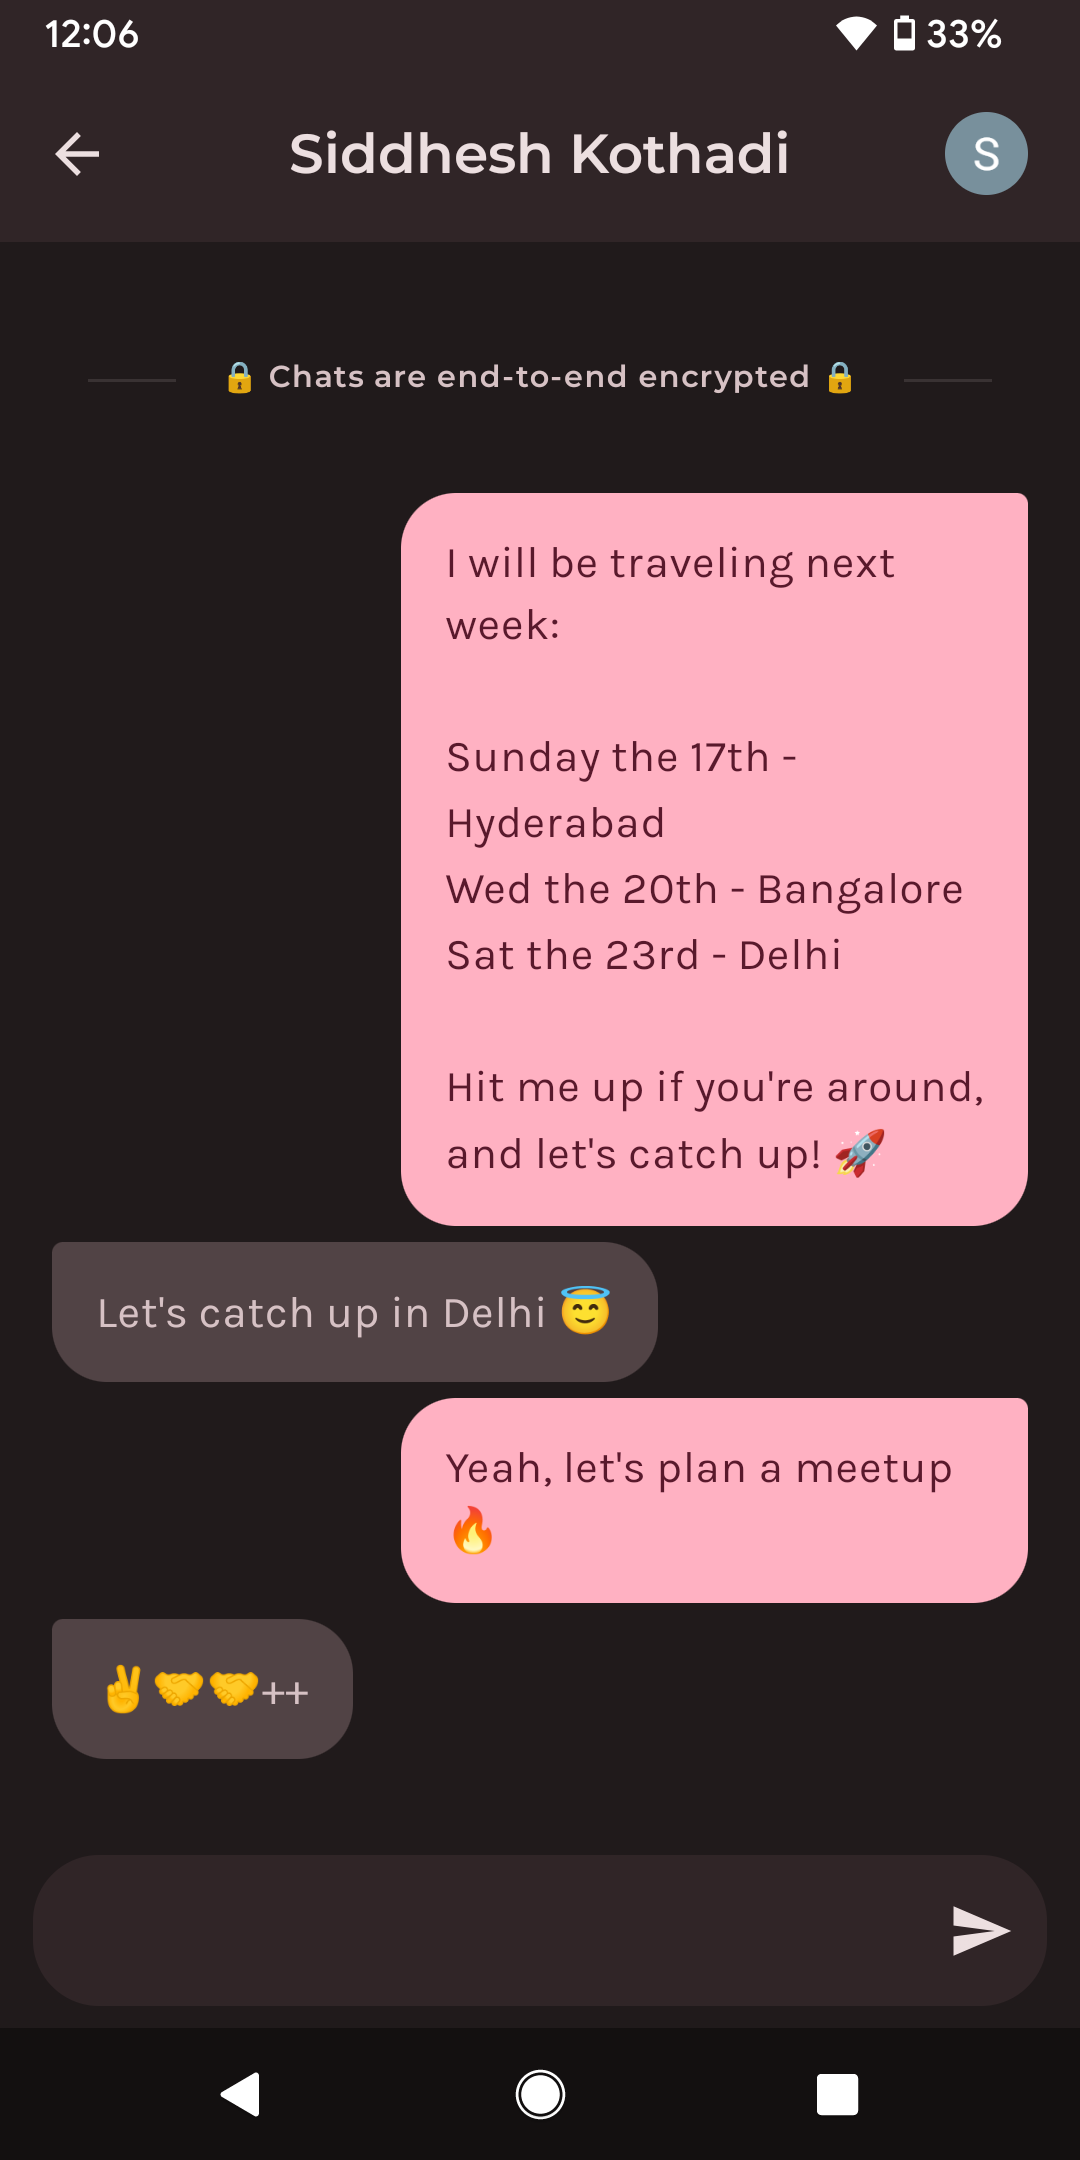 12:06
33%
Siddhesh Kothadi
S
🔒 Chats are end-to-end encrypted 🔒
I will be traveling next
week:
Sunday the 17th -
Hyderabad
Wed the 20th - Bangalore
Sat the 23rd - Delhi
Hit me up if you're around,
and let's catch up! 🚀
Let's catch up in Delhi 😇
Yeah, let's plan a meetup
🔥
✌️🤝🤝++